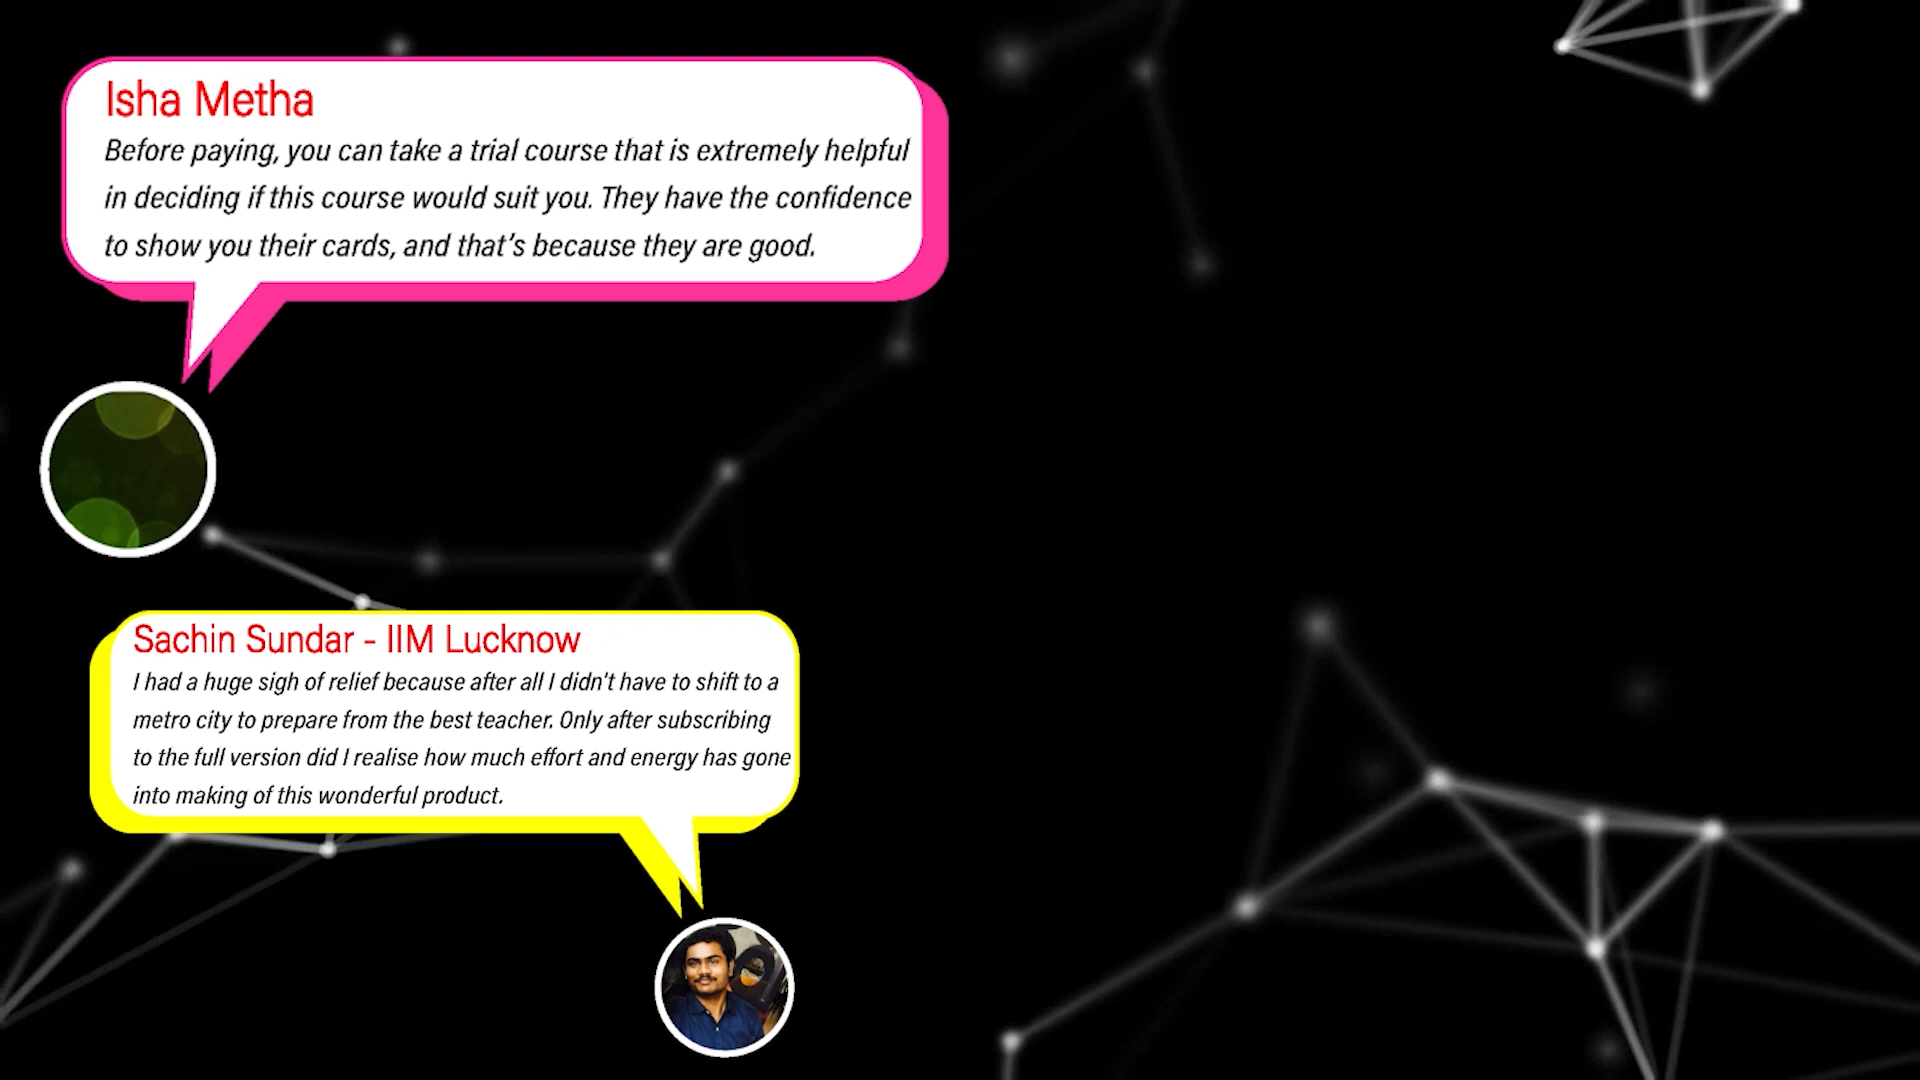 Isha Metha
Before paying, you can take a trial course that is extremely helpful
in deciding if this course would suit you. They have the confidence
to show you their cards, and that's because they are good.
Sachin Sundar - IIM Lucknow
I had a huge sigh of relief because after all I didn't have to shift to a
metro city to prepare from the best teacher. Only after subscribing
to the full version did I realise how much effort and energy has gone
into making of this wonderful product.